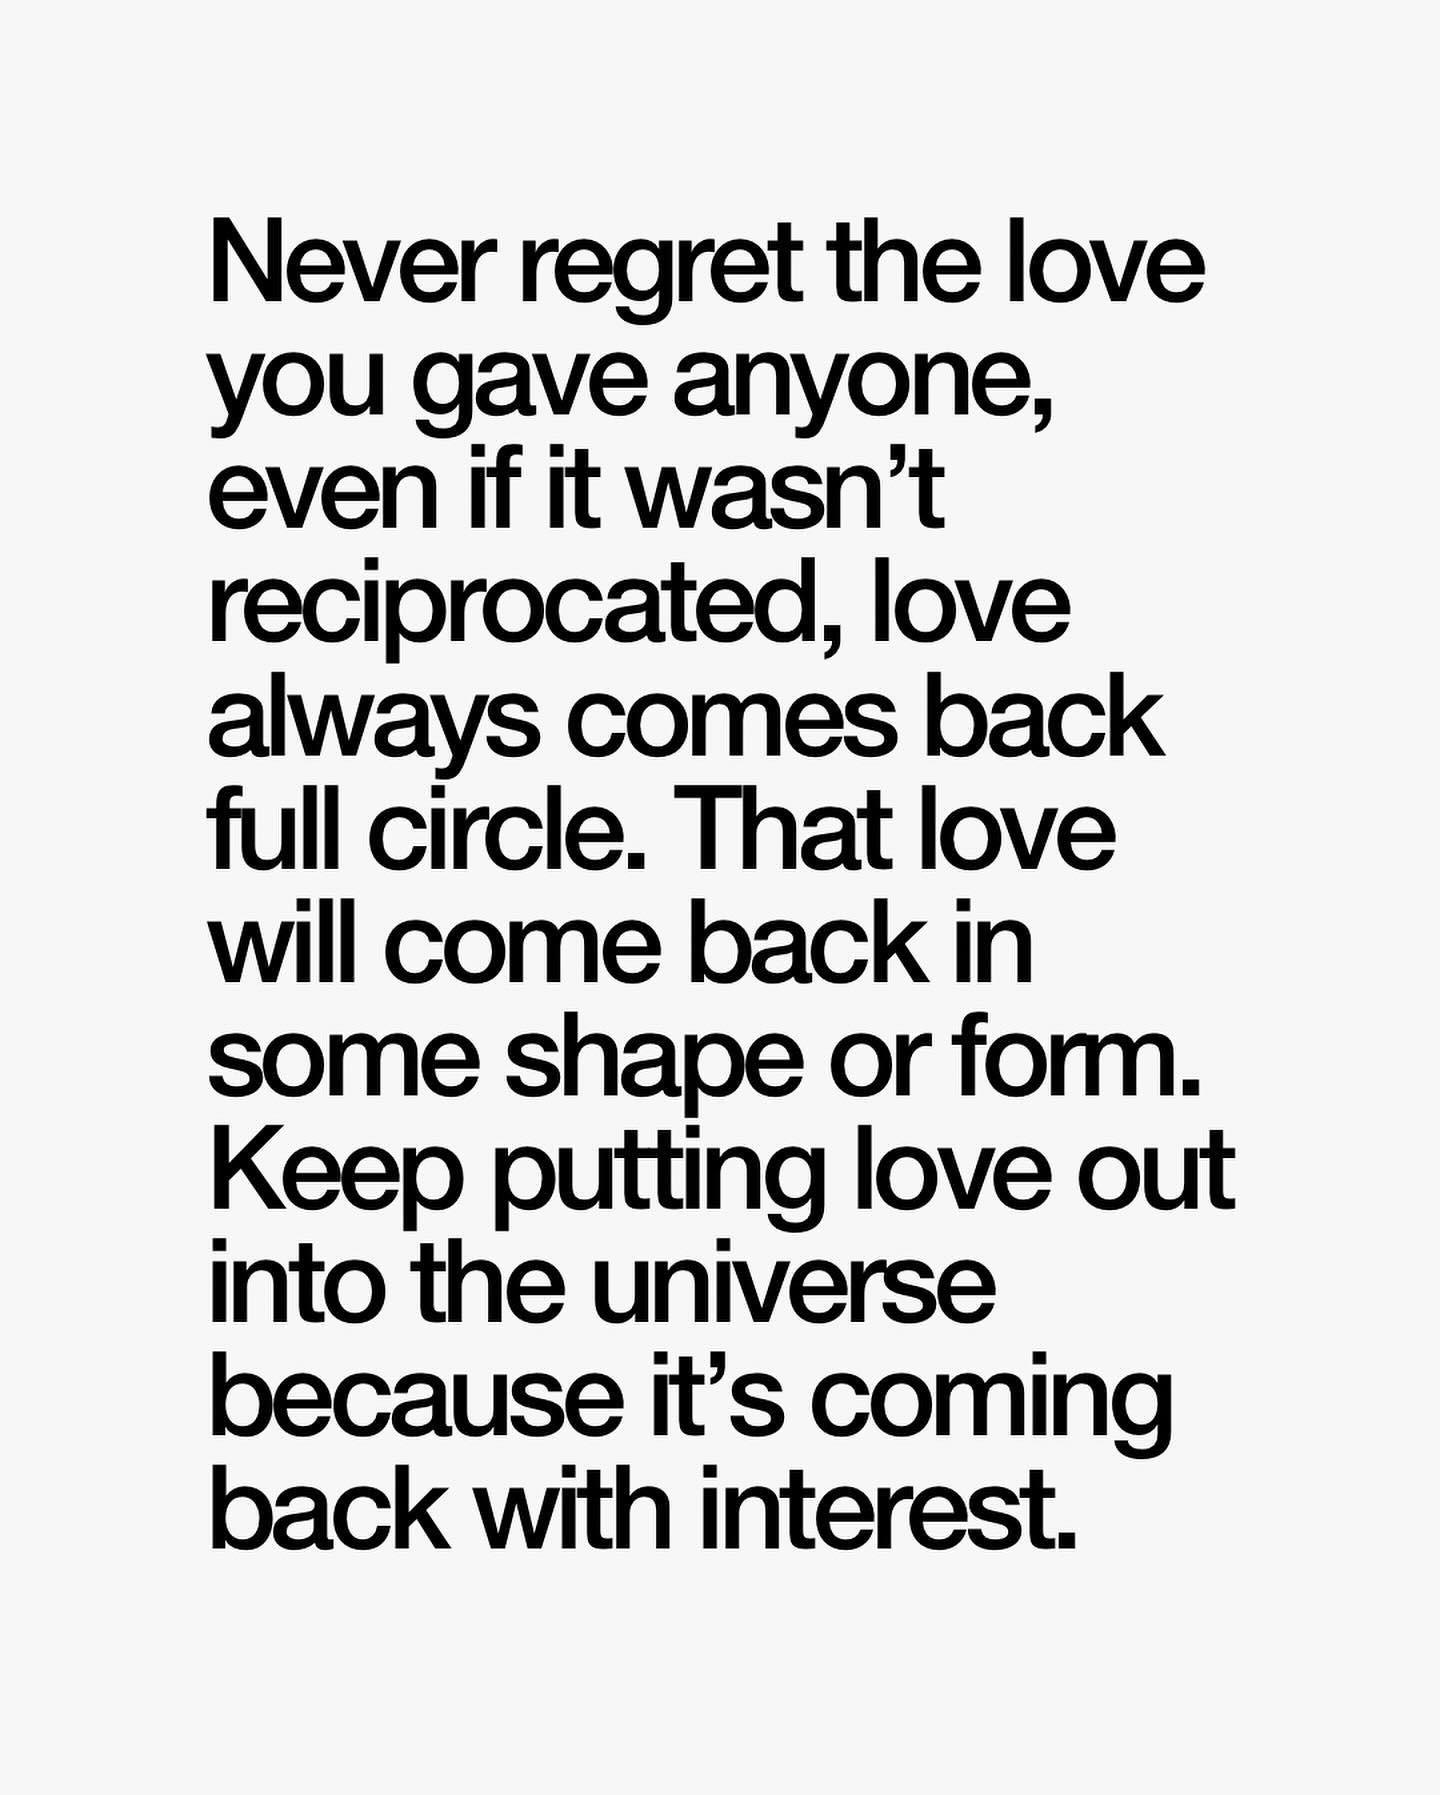 Never regret the love
you gave anyone,
even if it wasn’t
reciprocated, love
always comes back
full circle. That love
will come back in
some shape or form.
Keep putting love out
into the universe
because it’s coming
back with interest.